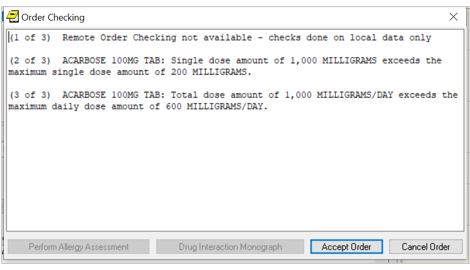 Order Checking
(1 of 3)  Remote Order Checking not available - checks done on local data only
(2 of 3)  ACARBOSE 100MG TAB: Single dose amount of 1,000 MILLIGRAMS exceeds the
maximum single dose amount of 200 MILLIGRAMS.
(3 of 3)  ACARBOSE 100MG TAB: Total dose amount of 1,000 MILLIGRAMS/DAY exceeds the
maximum daily dose amount of 600 MILLIGRAMS/DAY.
Perform Allergy Assessment Drug Interaction Monograph Accept Order Cancel Order